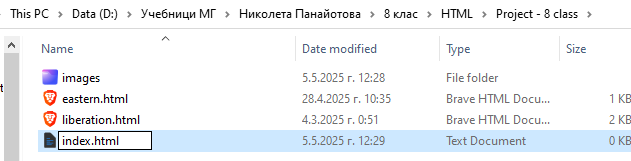 This PC > Data (D:) > Учебници МГ > Николета Панайотова > 8 клас > HTML > Project - 8 class >
Name Date modified Type Size
images 5.5.2025 г. 12:28 File folder
eastern.html 28.4.2025 г. 10:35 Brave HTML Docu... 1 KB
liberation.html 4.3.2025 г. 0:51 Brave HTML Docu... 2 KB
index.html 5.5.2025 г. 12:29 Text Document 0 KB